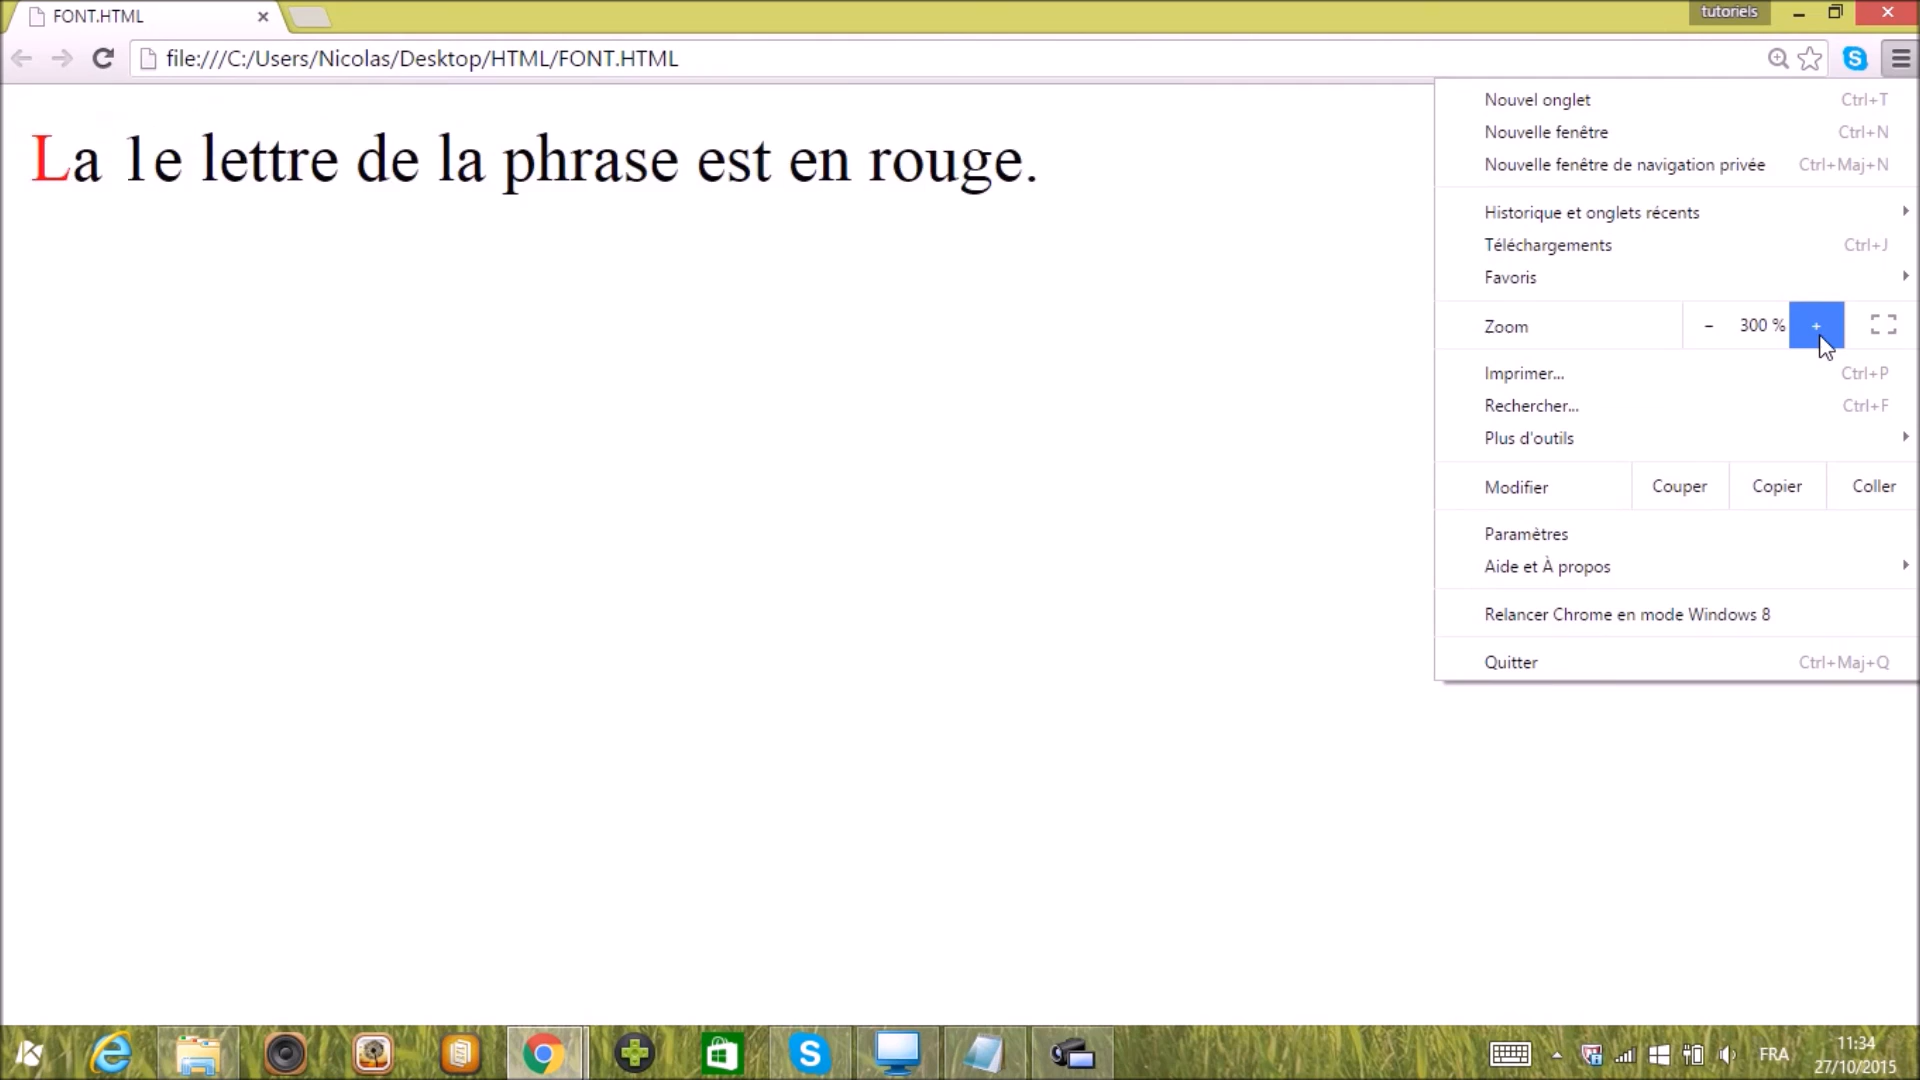 FONT.HTML
tutoriels
file:///C:/Users/Nicolas/Desktop/HTML/FONT.HTML
La 1e lettre de la phrase est en rouge.
Nouvel onglet Ctrl+T
Nouvelle fenêtre Ctrl+N
Nouvelle fenêtre de navigation privée Ctrl+Maj+N
Historique et onglets récents
Téléchargements Ctrl+J
Favoris
Zoom - 300 % +
Imprimer... Ctrl+P
Rechercher... Ctrl+F
Plus d'outils
Modifier Couper Copier Coller
Paramètres
Aide et À propos
Relancer Chrome en mode Windows 8
Quitter Ctrl+Maj+Q
FRA
11:34
27/10/2015